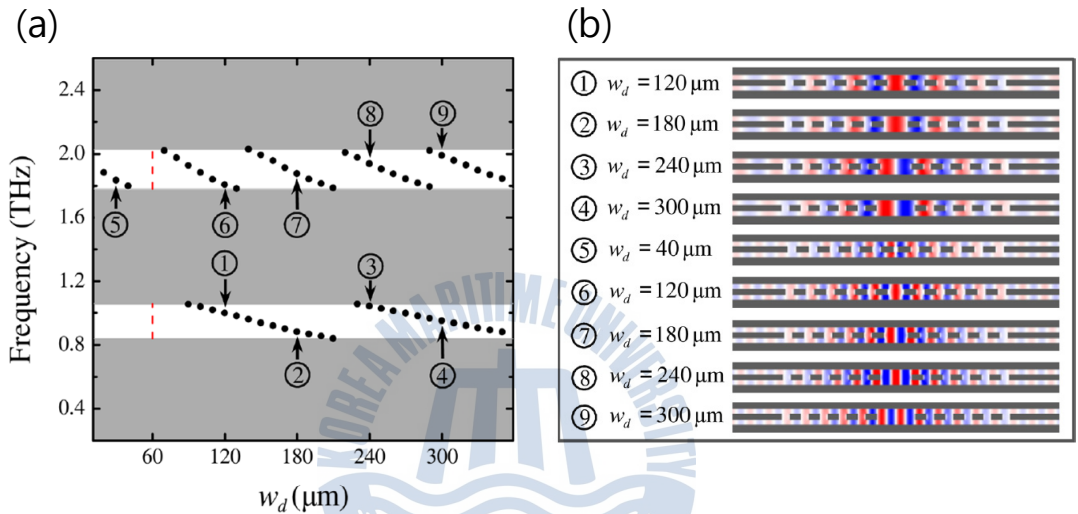 (a)
(b)
Frequency (THz)
2.4
2.0
1.6
1.2
0.8
0.4
60
120
180
240
300
w_d (μm)
⑧
⑨
⑤
⑥
⑦
①
③
②
④
① w_d = 120 μm
② w_d = 180 μm
③ w_d = 240 μm
④ w_d = 300 μm
⑤ w_d = 40 μm
⑥ w_d = 120 μm
⑦ w_d = 180 μm
⑧ w_d = 240 μm
⑨ w_d = 300 μm
KOREA MARITIME UNIVERSITY